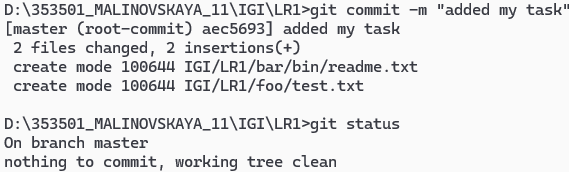 D:\353501_MALINOVSKAYA_11\IGI\LR1>git commit -m "added my task"
[master (root-commit) aec5693] added my task
 2 files changed, 2 insertions(+)
 create mode 100644 IGI/LR1/bar/bin/readme.txt
 create mode 100644 IGI/LR1/foo/test.txt

D:\353501_MALINOVSKAYA_11\IGI\LR1>git status
On branch master
nothing to commit, working tree clean